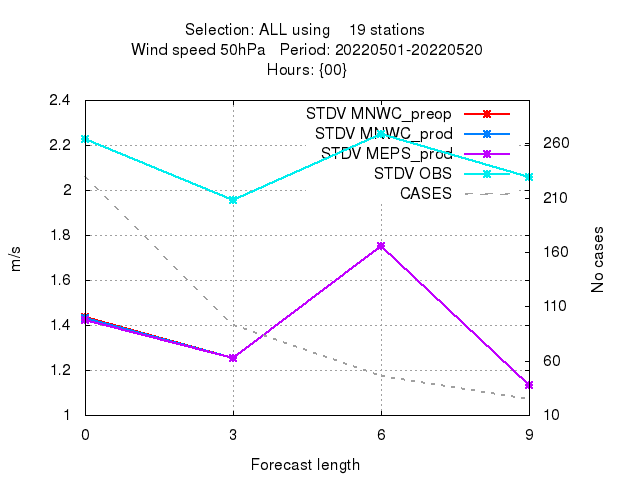 Selection: ALL using 19 stations
Wind speed 50hPa Period: 20220501-20220520
Hours: {00}
STDV MNWC_preop
STDV MNWC_prod
STDV MEPS_prod
STDV OBS
CASES
2.4
2.2
2
1.8
1.6
1.4
1.2
1
260
210
160
110
60
10
m/s
No cases
0 3 6 9
Forecast length